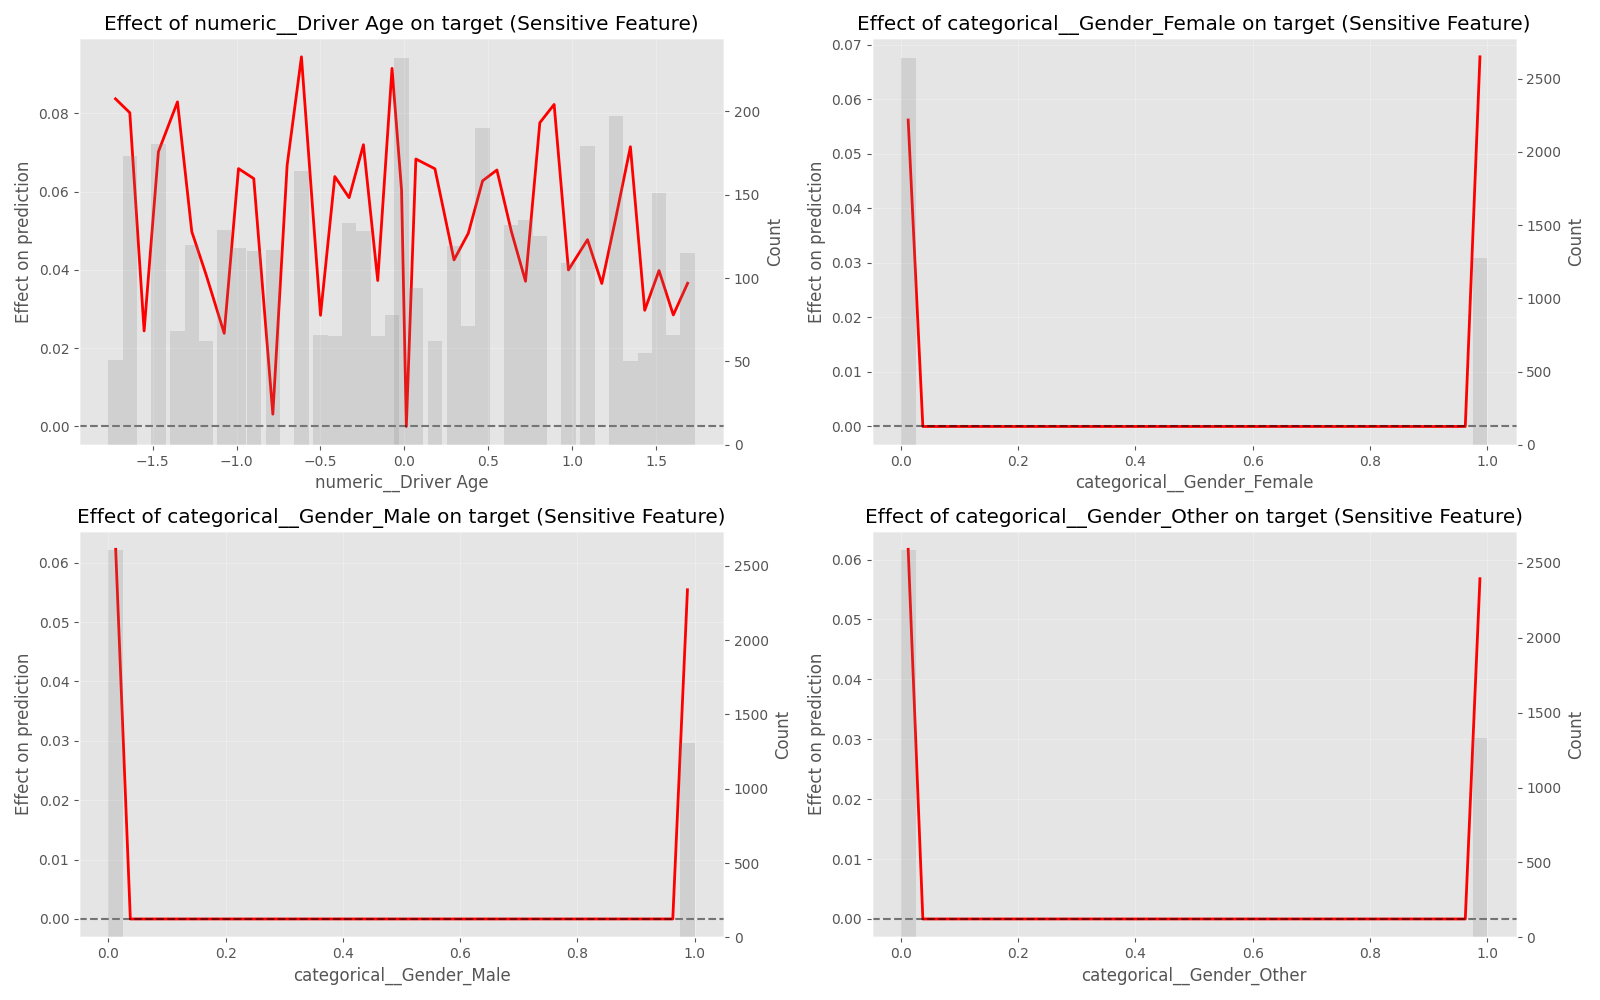 Effect of numeric__Driver Age on target (Sensitive Feature)
Effect on prediction
0.08
0.06
0.04
0.02
0.00
200
150
100
50
0
Count
−1.5 −1.0 −0.5 0.0 0.5 1.0 1.5
numeric__Driver Age
Effect of categorical__Gender_Female on target (Sensitive Feature)
Effect on prediction
0.07
0.06
0.05
0.04
0.03
0.02
0.01
0.00
2500
2000
1500
1000
500
0
Count
0.0 0.2 0.4 0.6 0.8 1.0
categorical__Gender_Female
Effect of categorical__Gender_Male on target (Sensitive Feature)
Effect on prediction
0.06
0.05
0.04
0.03
0.02
0.01
0.00
2500
2000
1500
1000
500
0
Count
0.0 0.2 0.4 0.6 0.8 1.0
categorical__Gender_Male
Effect of categorical__Gender_Other on target (Sensitive Feature)
Effect on prediction
0.06
0.05
0.04
0.03
0.02
0.01
0.00
2500
2000
1500
1000
500
0
Count
0.0 0.2 0.4 0.6 0.8 1.0
categorical__Gender_Other